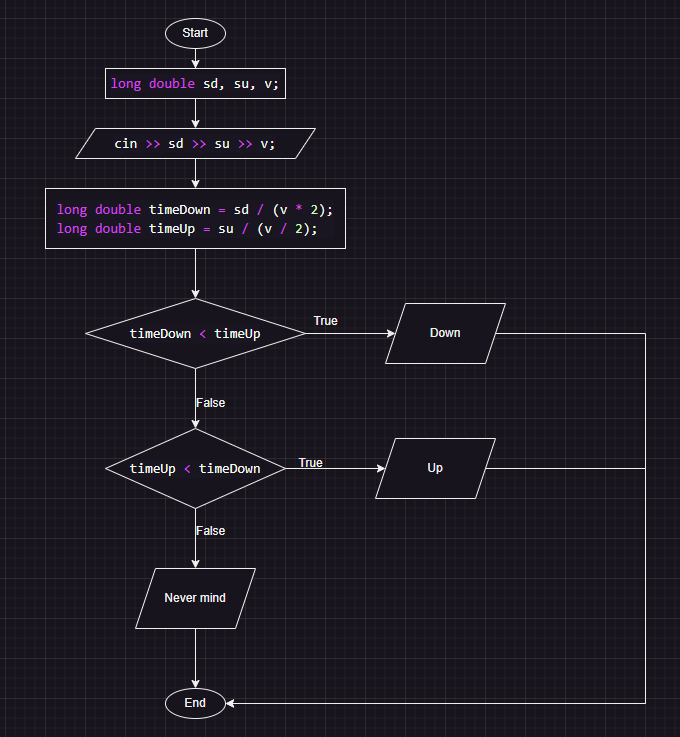 Start
long double sd, su, v;
cin >> sd >> su >> v;
long double timeDown = sd / (v * 2);
long double timeUp = su / (v / 2);
timeDown < timeUp
True
Down
False
timeUp < timeDown
True
Up
False
Never mind
End